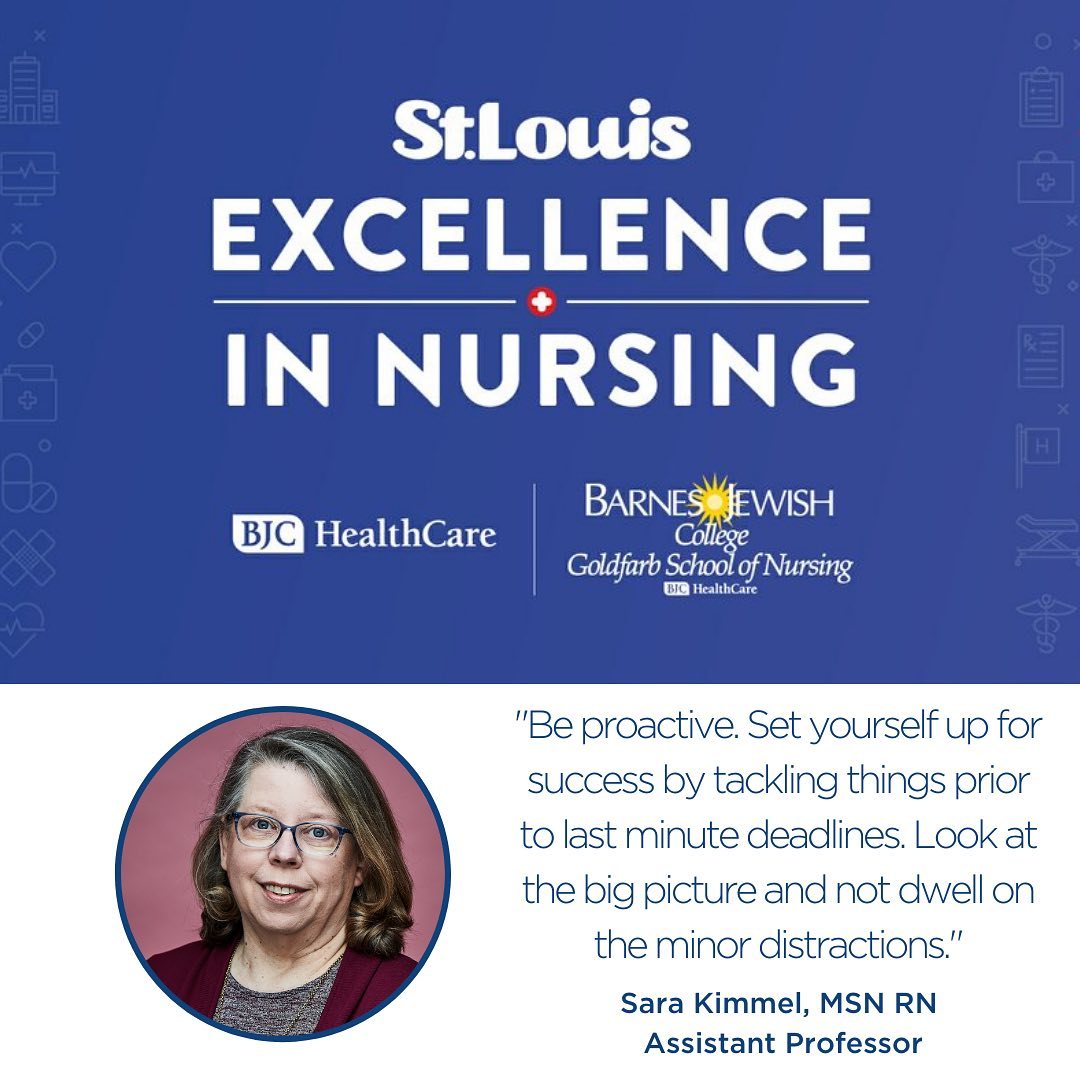 St.Louis
EXCELLENCE
IN NURSING
BJC HealthCare
BARNES JEWISH
College
Goldfarb School of Nursing
BJC HealthCare
Rx
H
"Be proactive. Set yourself up for
success by tackling things prior
to last minute deadlines. Look at
the big picture and not dwell on
the minor distractions."
Sara Kimmel, MSN RN
Assistant Professor